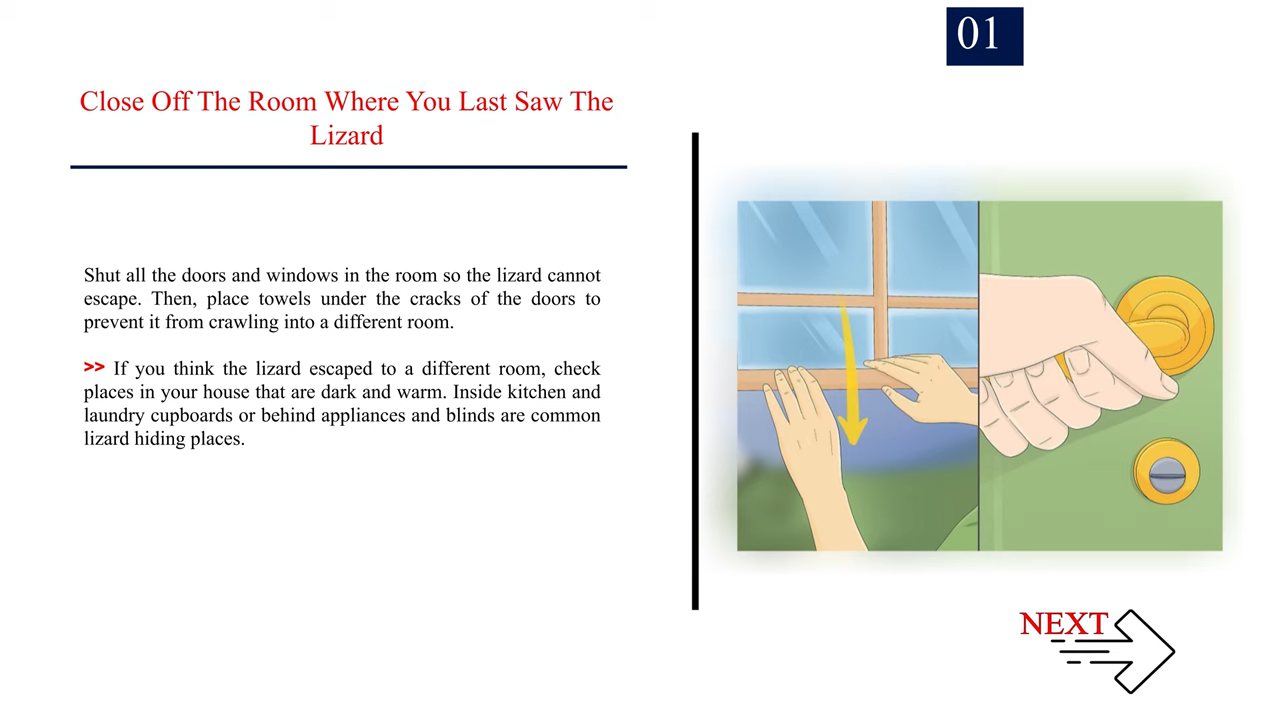 01
Close Off The Room Where You Last Saw The
Lizard
Shut all the doors and windows in the room so the lizard cannot
escape. Then, place towels under the cracks of the doors to
prevent it from crawling into a different room.
>> If you think the lizard escaped to a different room, check
places in your house that are dark and warm. Inside kitchen and
laundry cupboards or behind appliances and blinds are common
lizard hiding places.
NEXT